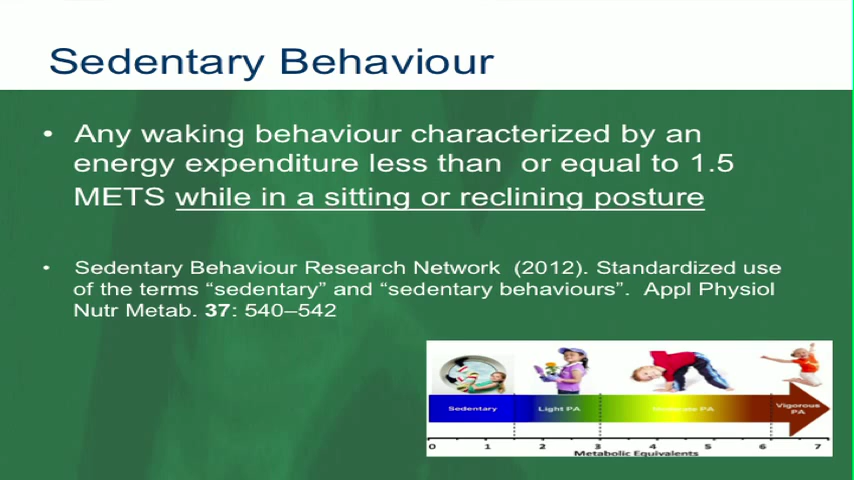 Sedentary Behaviour
• Any waking behaviour characterized by an
energy expenditure less than or equal to 1.5
METS while in a sitting or reclining posture
• Sedentary Behaviour Research Network (2012). Standardized use
of the terms “sedentary” and “sedentary behaviours”. Appl Physiol
Nutr Metab. 37: 540–542
Sedentary
Light PA
Moderate PA
Vigorous
PA
0 1 2 3 4 5 6 7
Metabolic Equivalents